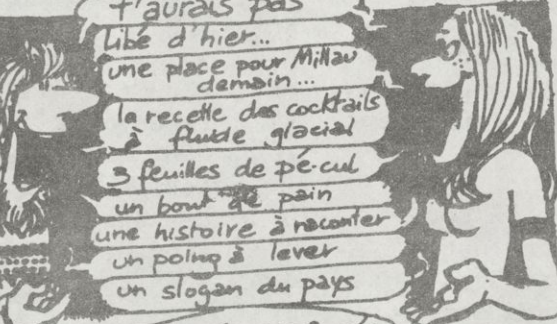 t'aurais pas
Libé d'hier...
une place pour Millau
demain...
la recette des cocktails
à fluide glacial
3 feuilles de pé-cul
un bout de pain
une histoire à raconter
un poing à lever
un slogan du pays